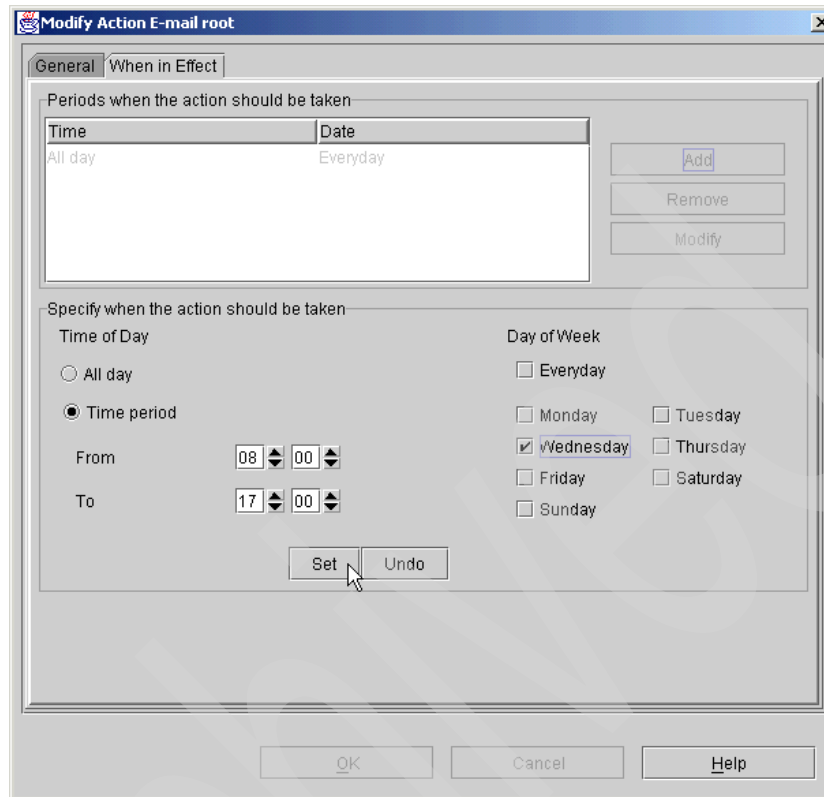 Modify Action E-mail root
General When in Effect
Periods when the action should be taken
Time Date
All day Everyday
Add
Remove
Modify
Specify when the action should be taken
Time of Day Day of Week
All day Everyday
Time period Monday Tuesday
From 08 00 Wednesday Thursday
To 17 00 Friday Saturday
Sunday
Set Undo
OK Cancel Help